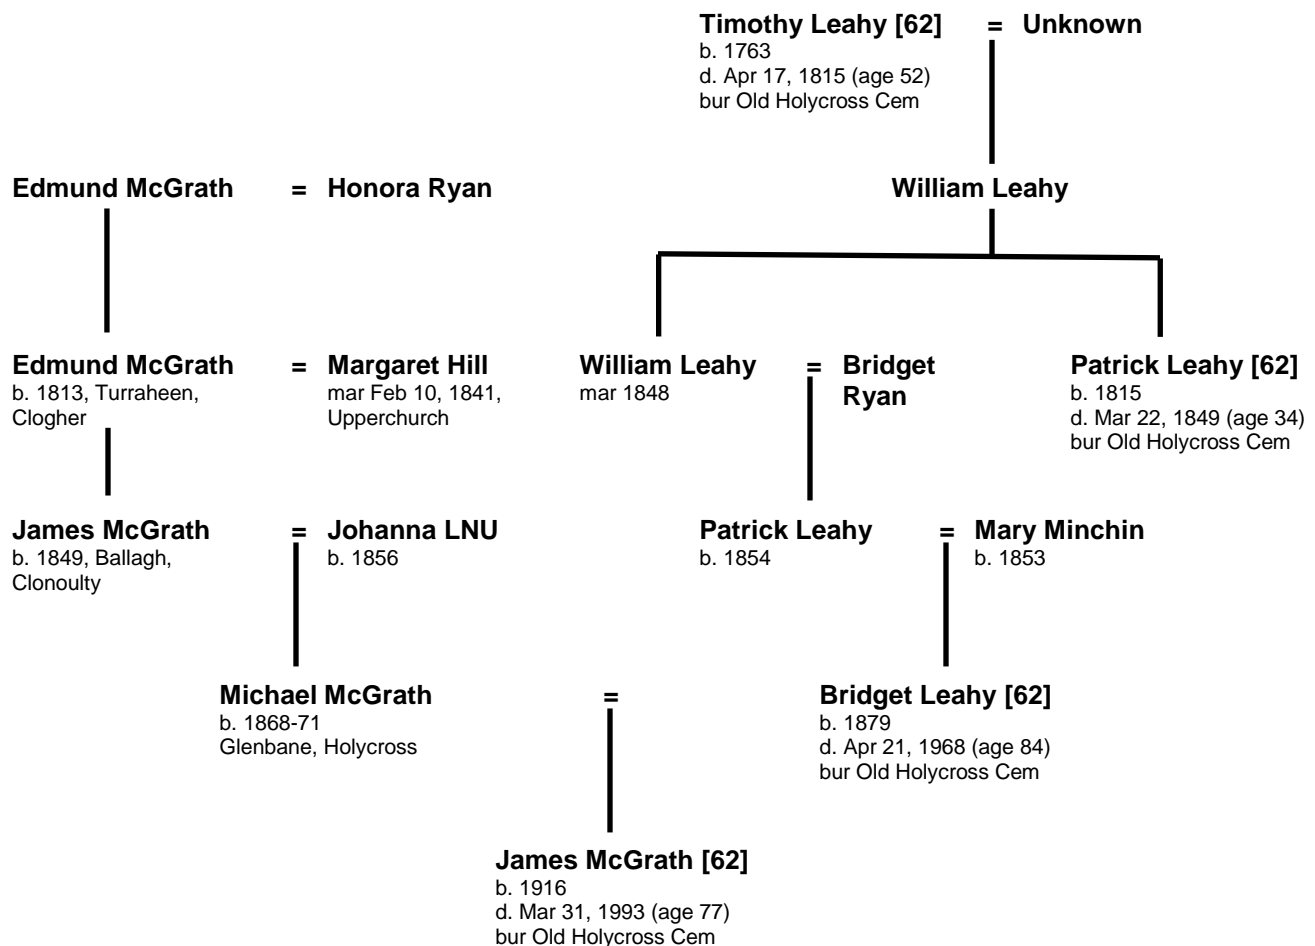 Timothy Leahy [62] = Unknown
b. 1763
d. Apr 17, 1815 (age 52)
bur Old Holycross Cem
Edmund McGrath = Honora Ryan
William Leahy
Edmund McGrath = Margaret Hill
b. 1813, Turraheen,
Clogher
mar Feb 10, 1841,
Upperchurch
William Leahy = Bridget
Ryan
mar 1848
Patrick Leahy [62]
b. 1815
d. Mar 22, 1849 (age 34)
bur Old Holycross Cem
James McGrath = Johanna LNU
b. 1849, Ballagh,
Clonoulty
b. 1856
Patrick Leahy = Mary Minchin
b. 1854
b. 1853
Michael McGrath =
b. 1868-71
Glenbane, Holycross
Bridget Leahy [62]
b. 1879
d. Apr 21, 1968 (age 84)
bur Old Holycross Cem
James McGrath [62]
b. 1916
d. Mar 31, 1993 (age 77)
bur Old Holycross Cem